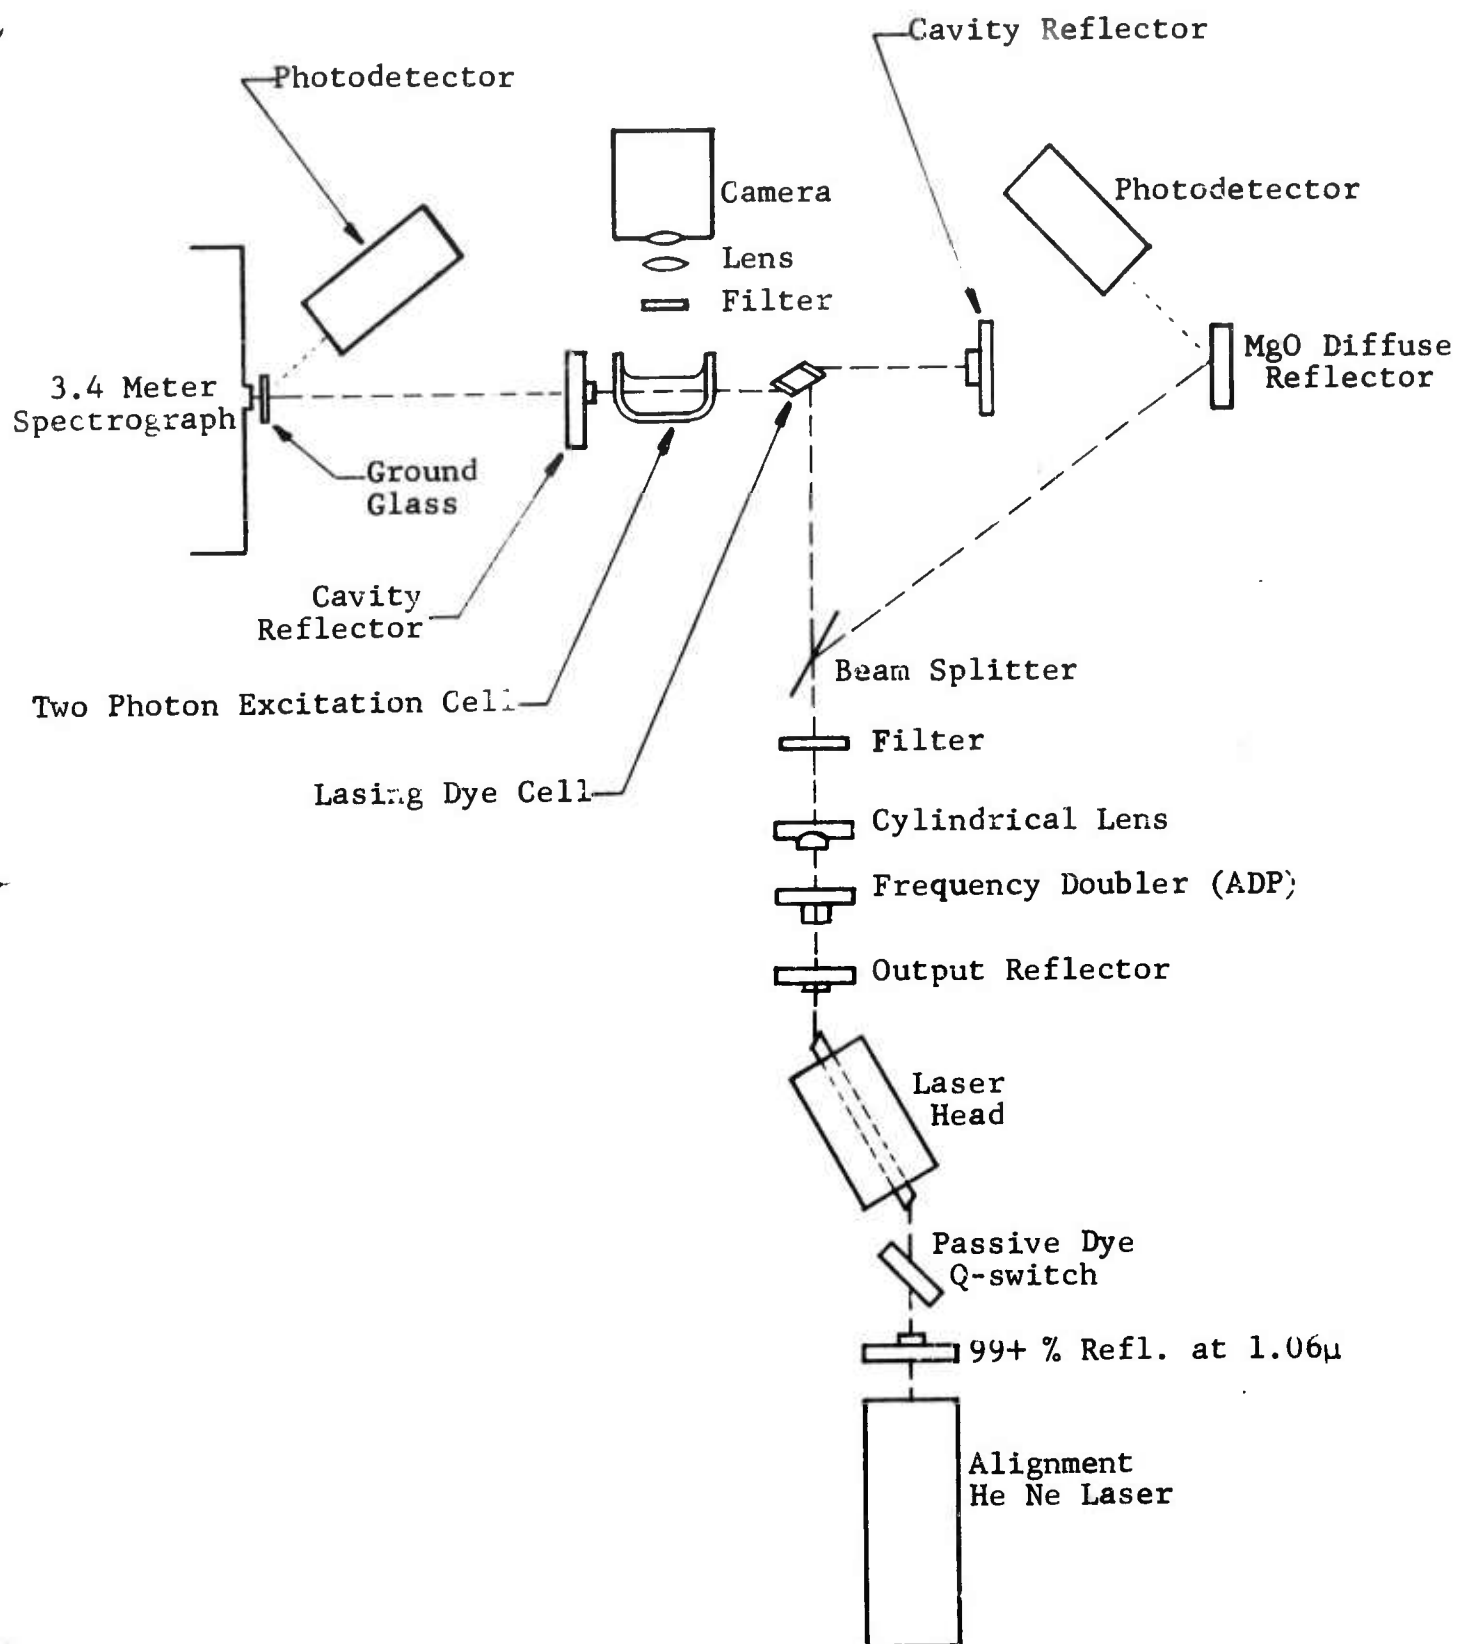 Cavity Reflector
Photodetector
Camera
Photodetector
Lens
Filter
MgO Diffuse
Reflector
3.4 Meter
Spectrograph
Ground
Glass
Cavity
Reflector
Beam Splitter
Two Photon Excitation Cell
Filter
Lasing Dye Cell
Cylindrical Lens
Frequency Doubler (ADP)
Output Reflector
Laser
Head
Passive Dye
Q-switch
99+ % Refl. at 1.06μ
Alignment
He Ne Laser